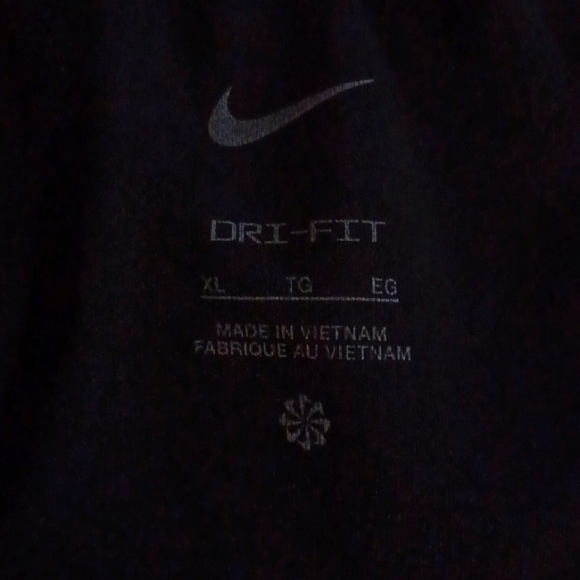 DRI-FIT
XL TG EG
MADE IN VIETNAM
FABRIQUE AU VIETNAM